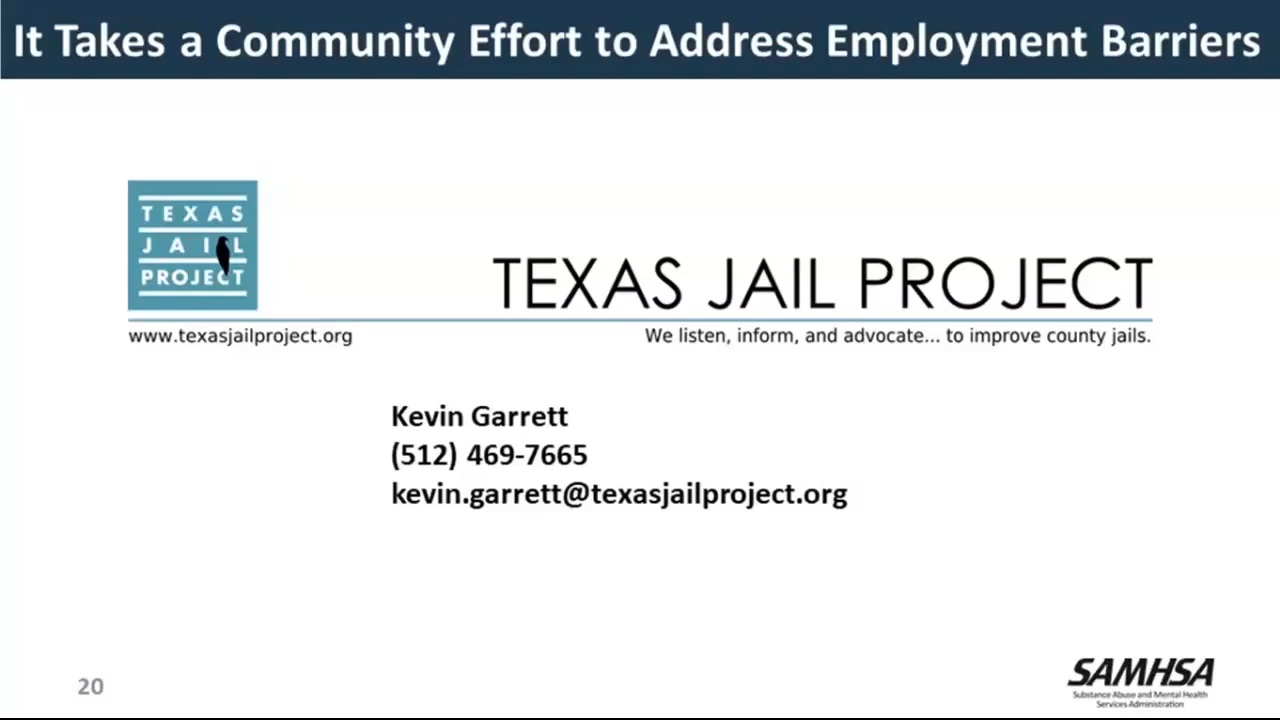 It Takes a Community Effort to Address Employment Barriers
TEXAS
JAIL
PROJECT
TEXAS JAIL PROJECT
www.texasjailproject.org
We listen, inform, and advocate... to improve county jails.
Kevin Garrett
(512) 469-7665
kevin.garrett@texasjailproject.org
20
SAMHSA
Substance Abuse and Mental Health
Services Administration